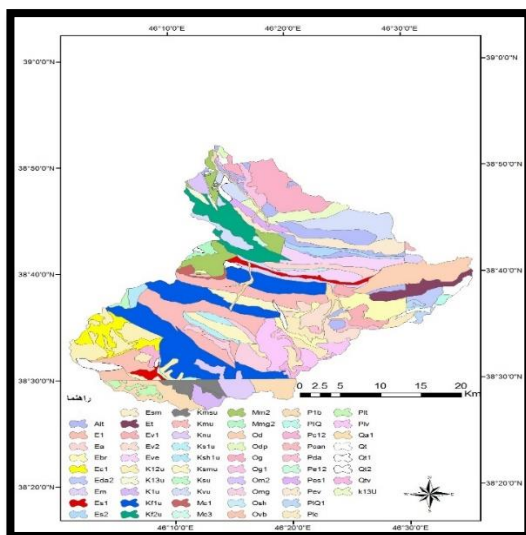 46°10'0"E 46°20'0"E 46°30'0"E
39°0'0"N 39°0'0"N
38°50'0"N 38°50'0"N
38°40'0"N 38°40'0"N
38°30'0"N 38°30'0"N
38°20'0"N 38°20'0"N
0 2.5 5 10 15 20
Km
راهنما
Esm Kmsu Mm2 P1b Plt
Alt Et Kmu Mmg2 PlQ Plv
E1 Ev1 Knu Od Pc12 Qa1
Ea Ev2 Ks1u Odp Psan Qt
Ebr Eve Ksh1u Og Pda Qt1
Ec1 K12u Ksmu Og1 Pe12 Qt2
Eda2 K13u Ksu Om2 Pos1 Qtv
Em K1u Kvu Omg Pev k13U
Es1 Kf1u Mc1 Osh PlQ1
Es2 Kf2u Mc3 Ovb Plc
46°10'0"E 46°20'0"E 46°30'0"E